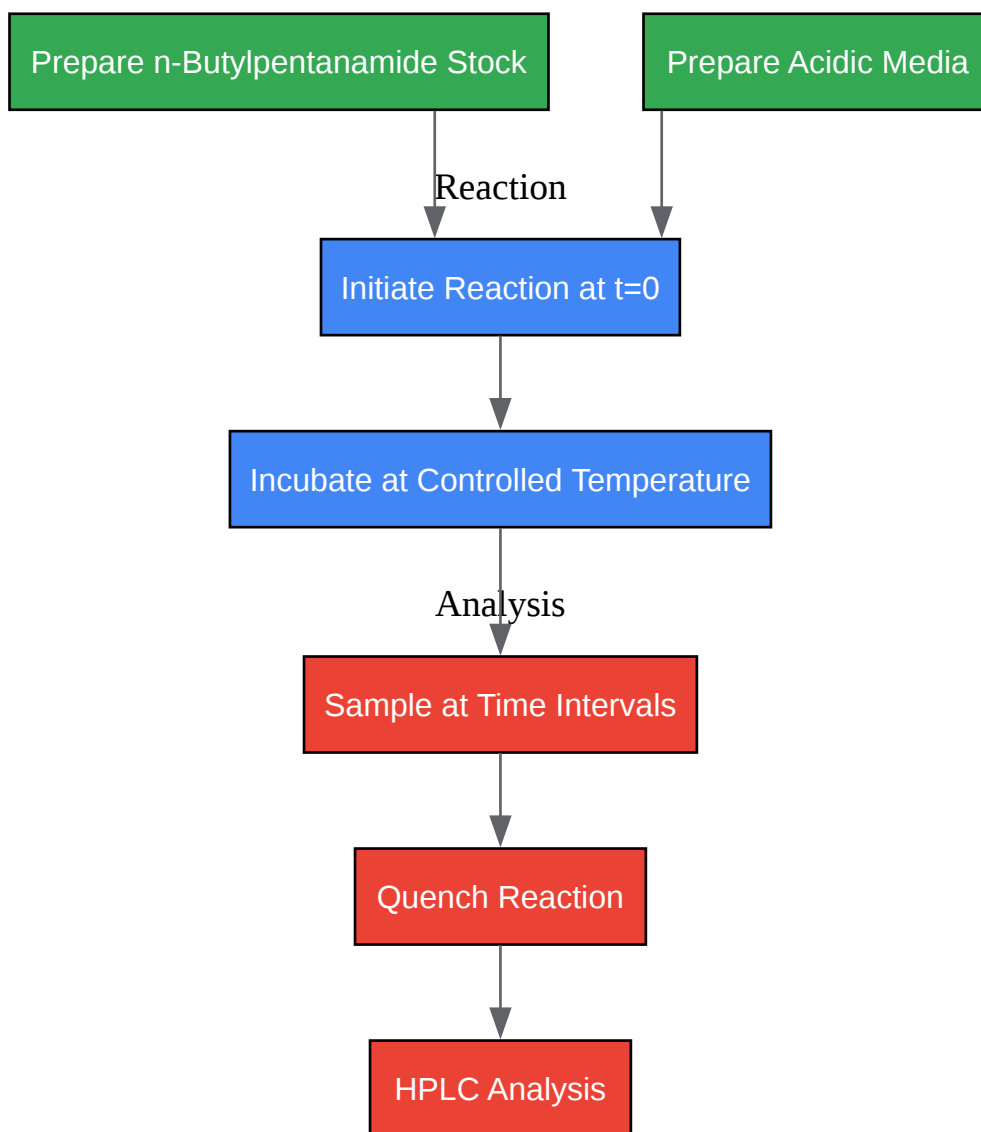 Prepare n-Butylpentanamide Stock
Prepare Acidic Media
Reaction
Initiate Reaction at t=0
Incubate at Controlled Temperature
Analysis
Sample at Time Intervals
Quench Reaction
HPLC Analysis